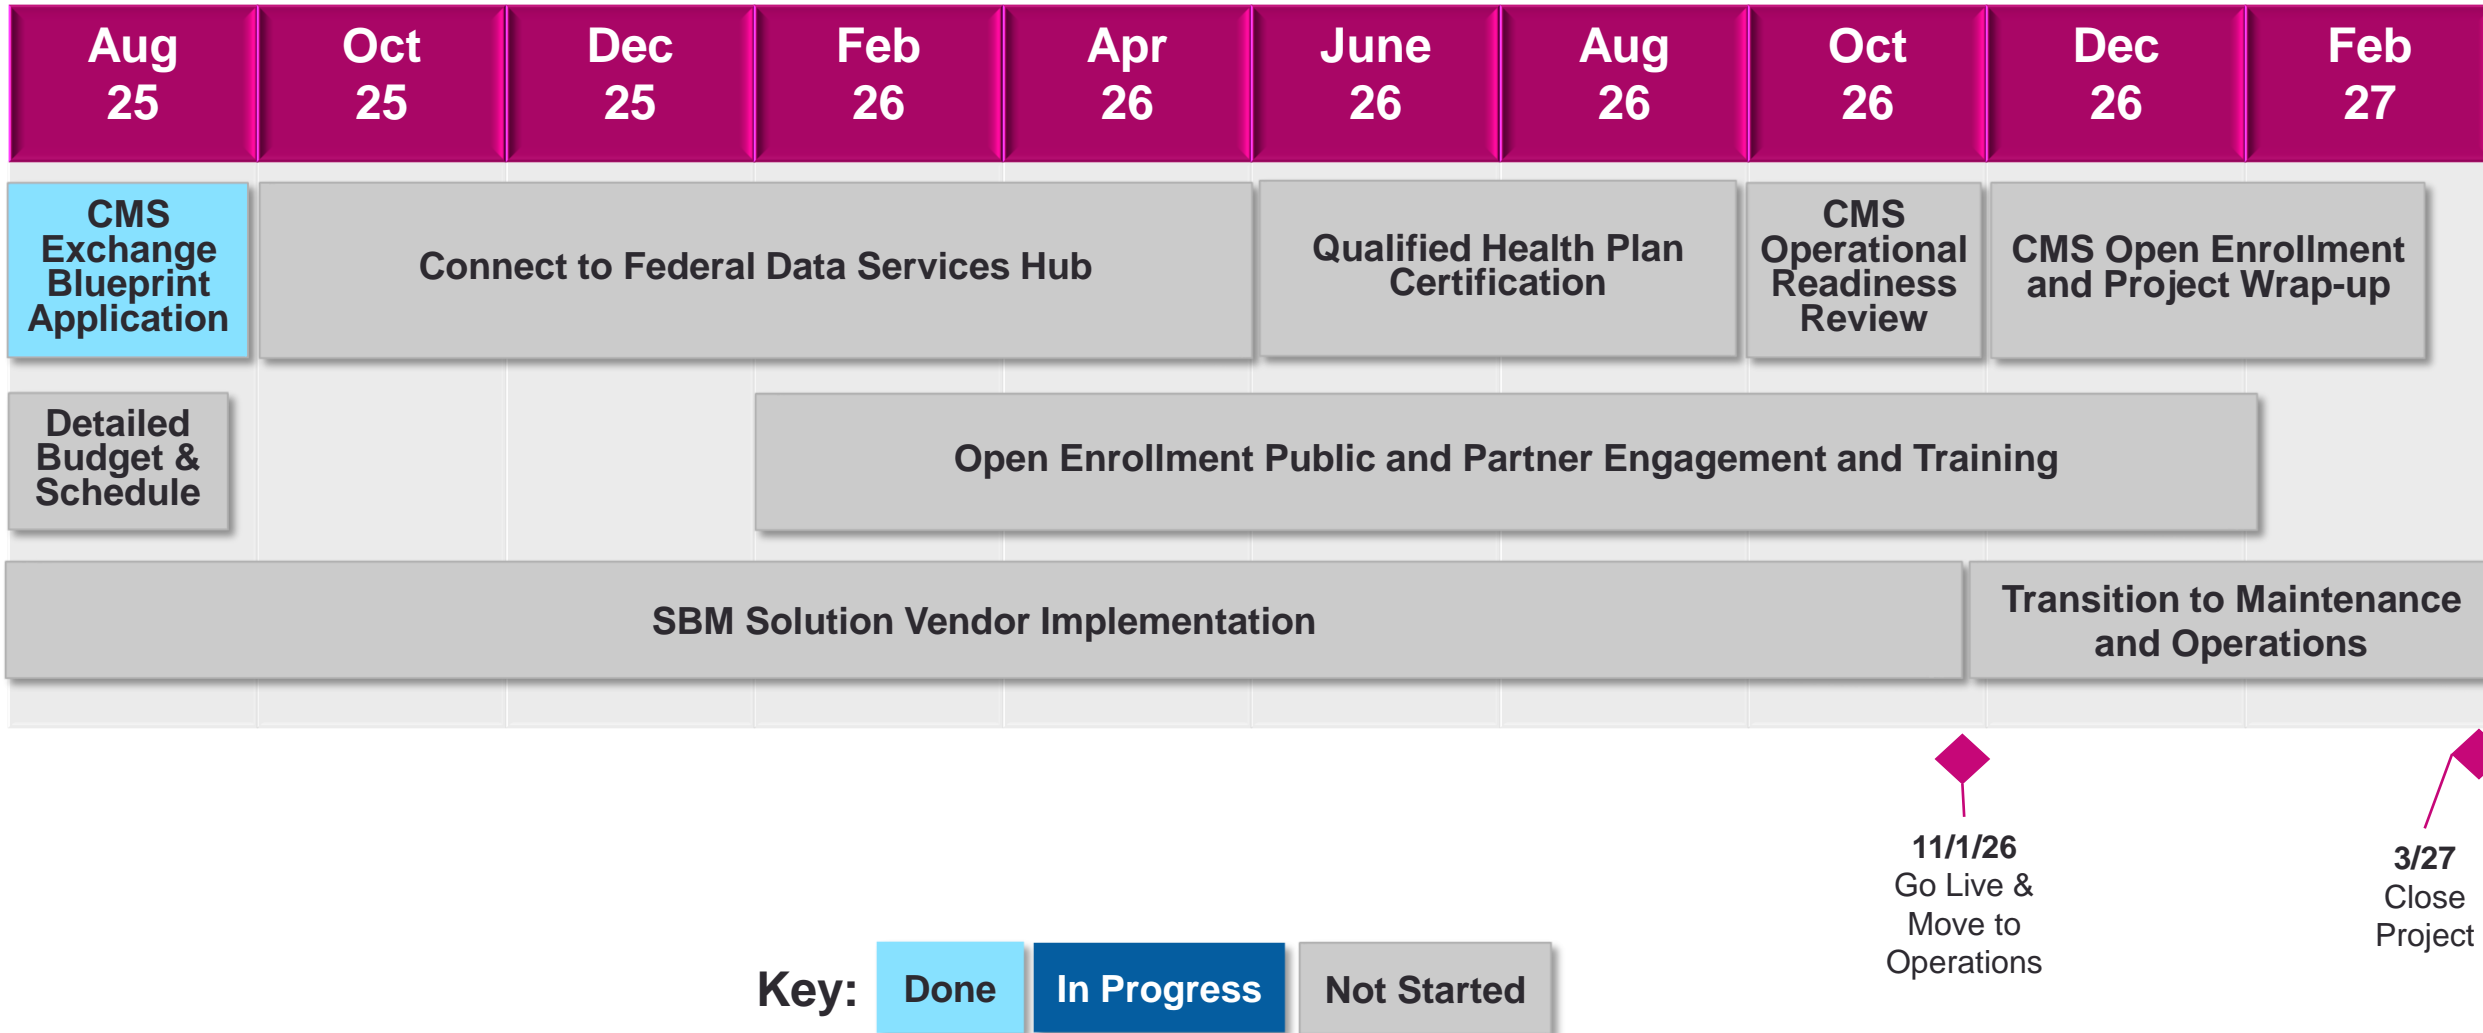 Aug
25
Oct
25
Dec
25
Feb
26
Apr
26
June
26
Aug
26
Oct
26
Dec
26
Feb
27
CMS
Exchange
Blueprint
Application
Connect to Federal Data Services Hub
Qualified Health Plan
Certification
CMS
Operational
Readiness
Review
CMS Open Enrollment
and Project Wrap-up
Detailed
Budget &
Schedule
Open Enrollment Public and Partner Engagement and Training
SBM Solution Vendor Implementation
Transition to Maintenance
and Operations
11/1/26
Go Live &
Move to
Operations
3/27
Close
Project
Key:
Done
In Progress
Not Started